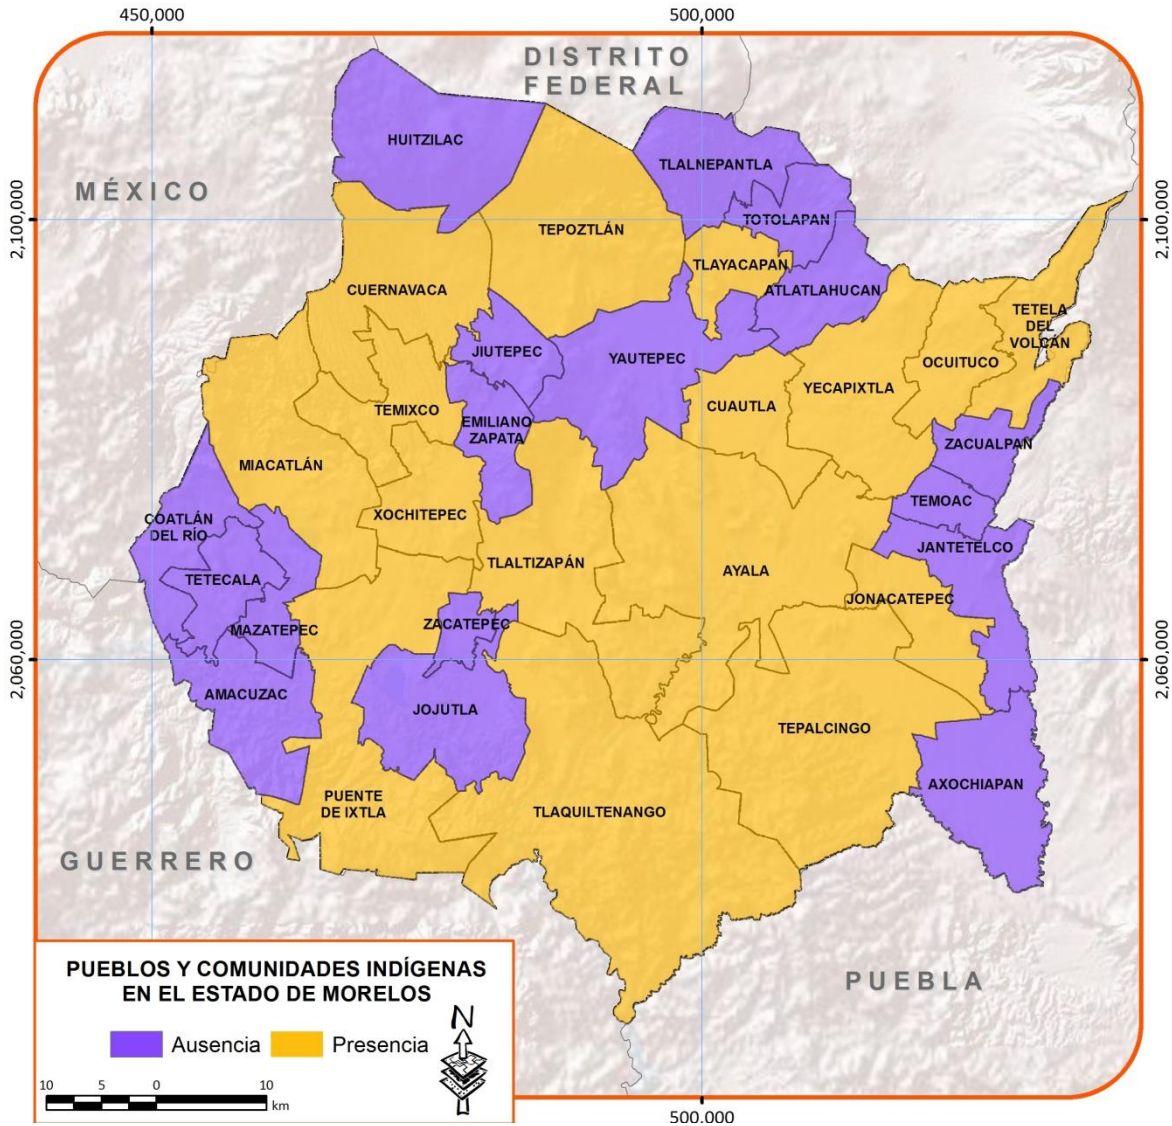 450,000
500,000
DISTRITO
FEDERAL
HUITZILAC
TLALNEPANTLA
MÉXICO
2,100,000
2,100,000
TOTOLAPAN
TEPOZTLÁN
TLAYACAPAN
CUERNAVACA
ATLATLAHUCAN
TETELA
DEL
VOLCÁN
JIUTEPEC
YAUTEPEC
OCUITUCO
YECAPIXTLA
CUAUTLA
TEMIXCO
EMILIANO
ZAPATA
ZACUALPAN
MIACATLÁN
TEMOAC
XOCHITEPEC
COATLÁN
DEL RÍO
JANTETELCO
TLALTIZAPÁN
AYALA
TETECALA
JONACATEPEC
ZACATEPEC
MAZATEPEC
2,060,000
2,060,000
AMACUZAC
JOJUTLA
TEPALCINGO
AXOCHIAPAN
PUENTE
DE IXTLA
TLAQUILTENANGO
GUERRERO
PUEBLA
PUEBLOS Y COMUNIDADES INDÍGENAS
EN EL ESTADO DE MORELOS
N
Ausencia
Presencia
10 5 0 10
km
500,000